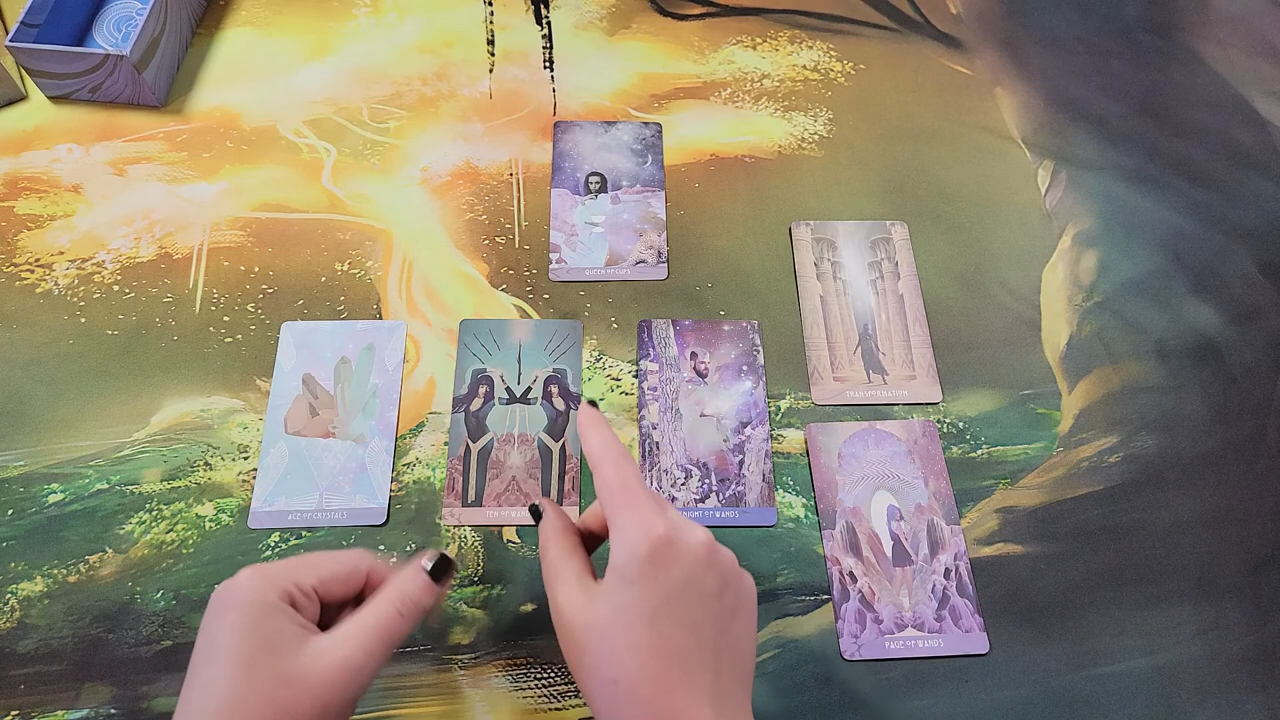 QUEEN OF CUPS
TRANSFORMATION
ACE OF CRYSTALS
TEN OF WANDS
KNIGHT OF WANDS
PAGE OF WANDS